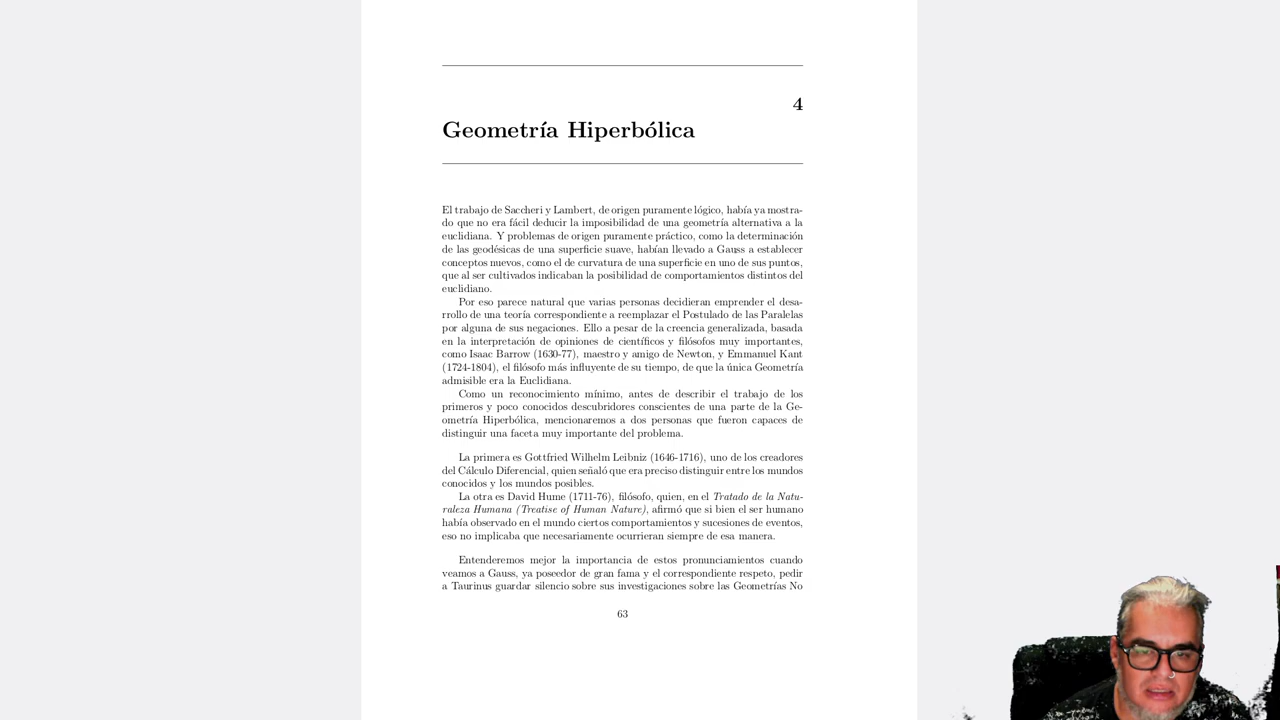 4
Geometría Hiperbólica
El trabajo de Saccheri y Lambert, de origen puramente lógico, había ya mostra-
do que no era fácil deducir la imposibilidad de una geometría alternativa a la
euclidiana. Y problemas de origen puramente práctico, como la determinación
de las geodésicas de una superficie suave, habían llevado a Gauss a establecer
conceptos nuevos, como el de curvatura de una superficie en uno de sus puntos,
que al ser cultivados indicaban la posibilidad de comportamientos distintos del
euclidiano.
Por eso parece natural que varias personas decidieran emprender el desa-
rrollo de una teoría correspondiente a reemplazar el Postulado de las Paralelas
por alguna de sus negaciones. Ello a pesar de la creencia generalizada, basada
en la interpretación de opiniones de científicos y filósofos muy importantes,
como Isaac Barrow (1630-77), maestro y amigo de Newton, y Emmanuel Kant
(1724-1804), el filósofo más influyente de su tiempo, de que la única Geometría
admisible era la Euclidiana.
Como un reconocimiento mínimo, antes de describir el trabajo de los
primeros y poco conocidos descubridores conscientes de una parte de la Ge-
ometría Hiperbólica, mencionaremos a dos personas que fueron capaces de
distinguir una faceta muy importante del problema.
La primera es Gottfried Wilhelm Leibniz (1646-1716), uno de los creadores
del Cálculo Diferencial, quien señaló que era preciso distinguir entre los mundos
conocidos y los mundos posibles.
La otra es David Hume (1711-76), filósofo, quien, en el Tratado de la Natu-
raleza Humana (Treatise of Human Nature), afirmó que si bien el ser humano
había observado en el mundo ciertos comportamientos y sucesiones de eventos,
eso no implicaba que necesariamente ocurrieran siempre de esa manera.
Entenderemos mejor la importancia de estos pronunciamientos cuando
veamos a Gauss, ya poseedor de gran fama y el correspondiente respeto, pedir
a Taurinus guardar silencio sobre sus investigaciones sobre las Geometrías No
63